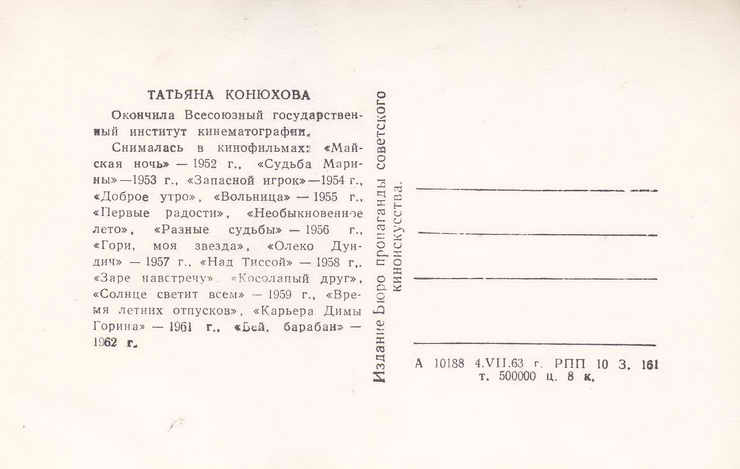 ТАТЬЯНА КОНЮХОВА
Окончила Всесоюзный государствен-
ный институт кинематографии.
Снималась в кинофильмах: «Май-
ская ночь» — 1952 г., «Судьба Мари-
ны»—1953 г., «Запасной игрок»—1954 г.,
«Доброе утро», «Вольница» — 1955 г.,
«Первые радости», «Необыкновенное
лето», «Разные судьбы» — 1956 г.,
«Гори, моя звезда», «Олеко Дун-
дич» — 1957 г., «Над Тиссой» — 1958 г.,
«Заре навстречу» «Косолапый друг»,
«Солнце светит всем» — 1959 г., «Вре-
мя летних отпусков», «Карьера Димы
Горина» — 1961 г., «Бей, барабан» —
1962 г.
Издание Бюро пропаганды советского
киноискусства.
А 10188 4.VII.63 г. РПП 10 З. 161
т. 500000 ц. 8 к.